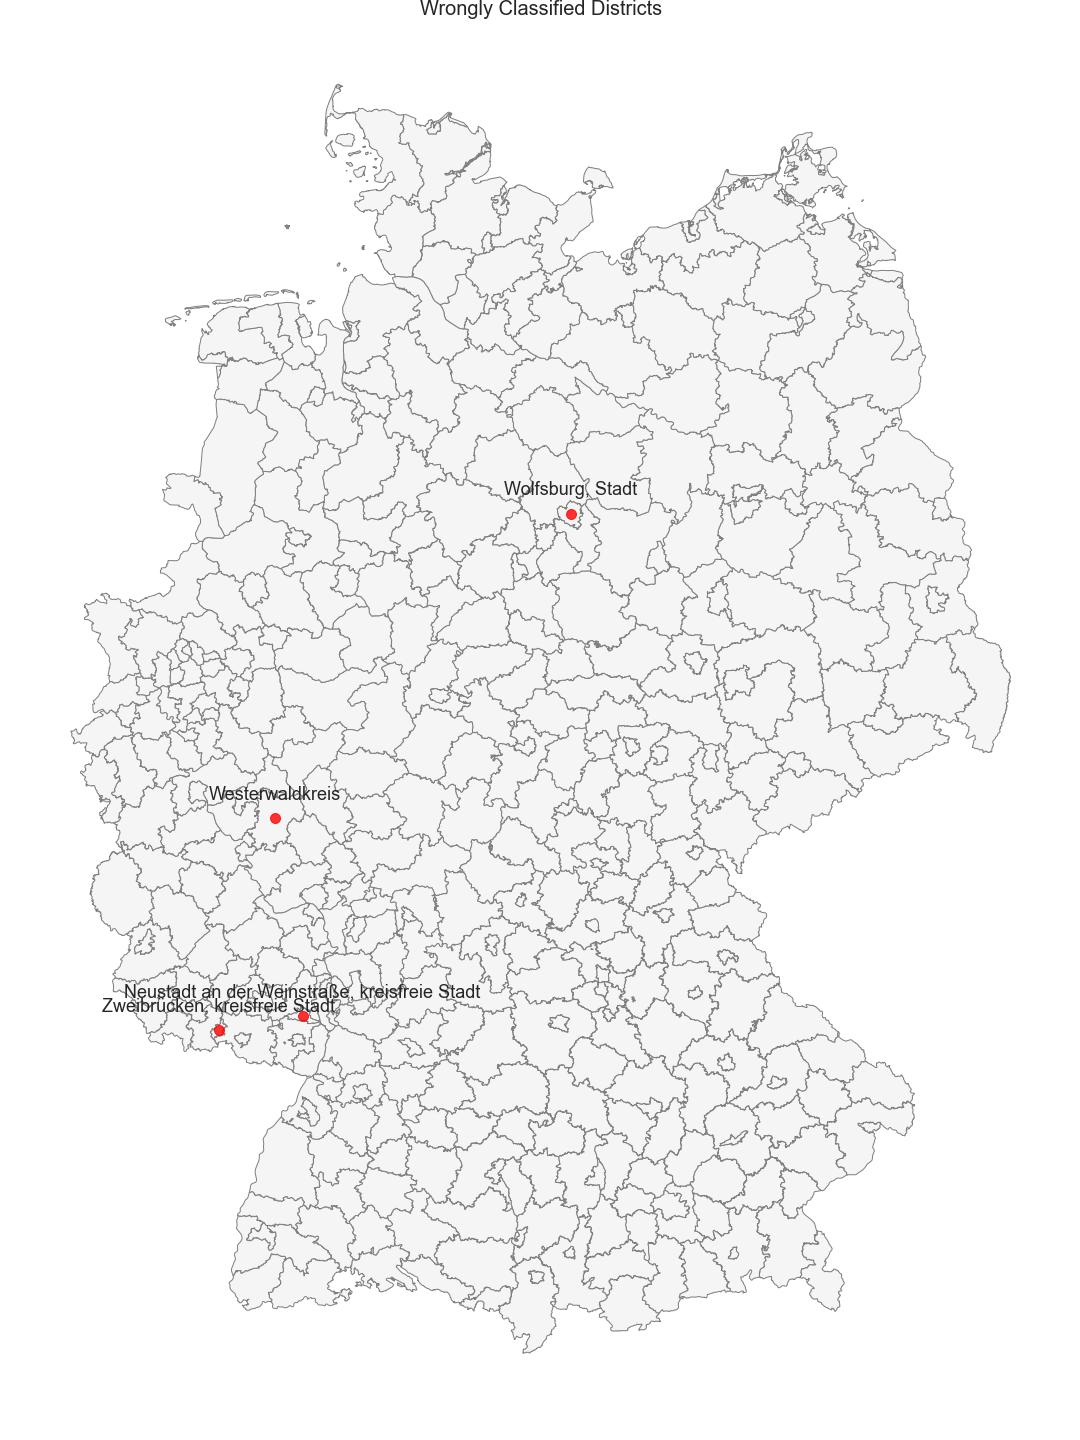 Wrongly Classified Districts
Wolfsburg, Stadt
Westerwaldkreis
Neustadt an der Weinstraße, kreisfreie Stadt
Zweibrücken, kreisfreie Stadt